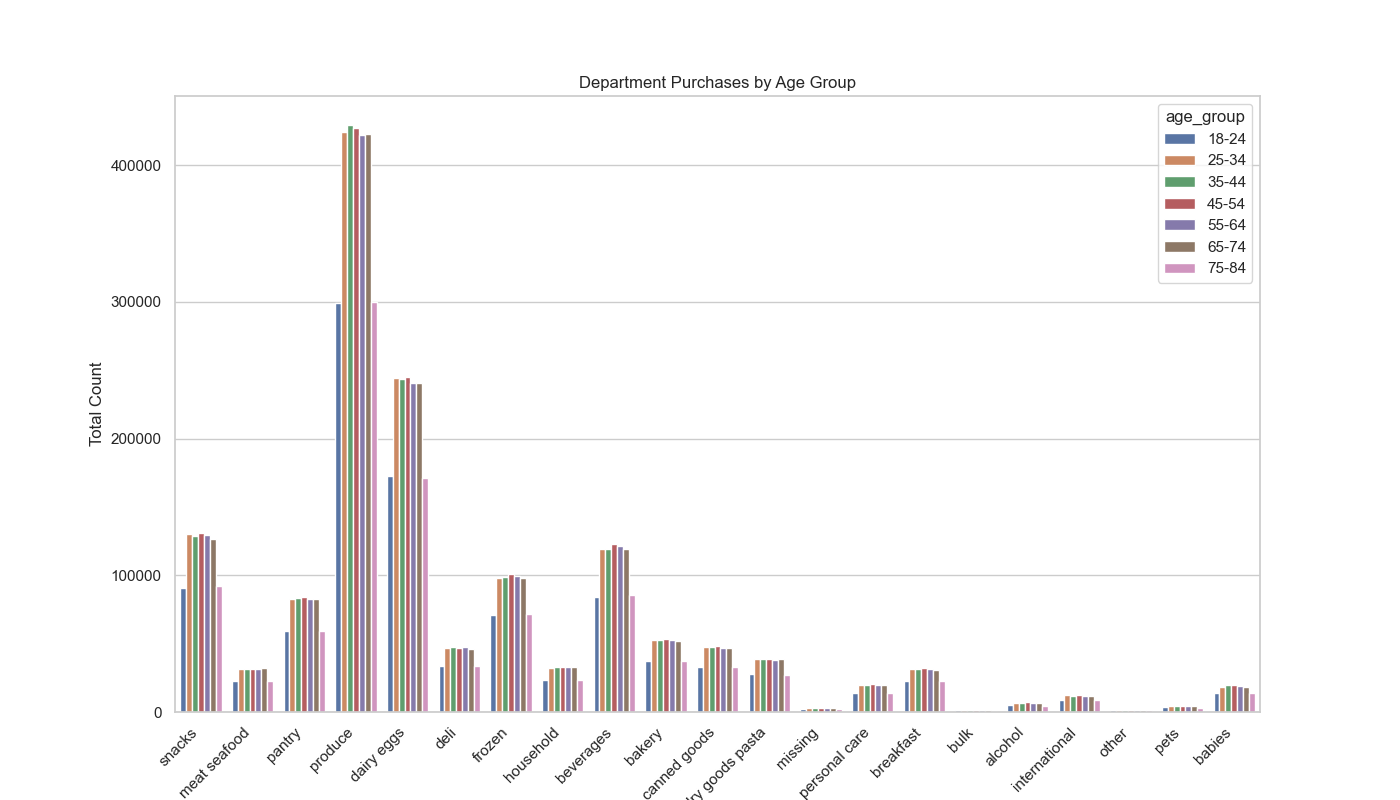 Department Purchases by Age Group
age_group
18-24
25-34
35-44
45-54
55-64
65-74
75-84
Total Count
400000
300000
200000
100000
0
snacks
meat seafood
pantry
produce
dairy eggs
deli
frozen
household
beverages
bakery
canned goods
goods pasta
missing
personal care
breakfast
bulk
alcohol
international
other
pets
babies